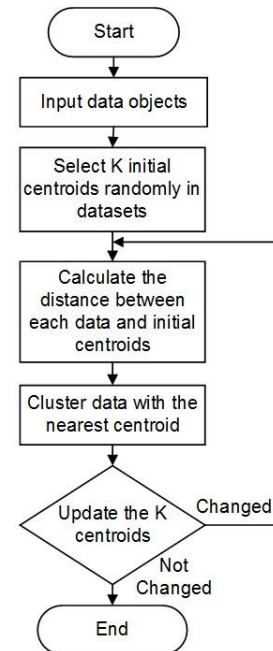 Start
Input data objects
Select K initial
centroids randomly in
datasets
Calculate the
distance between
each data and initial
centroids
Cluster data with the
nearest centroid
Update the K
centroids
Changed
Not
Changed
End